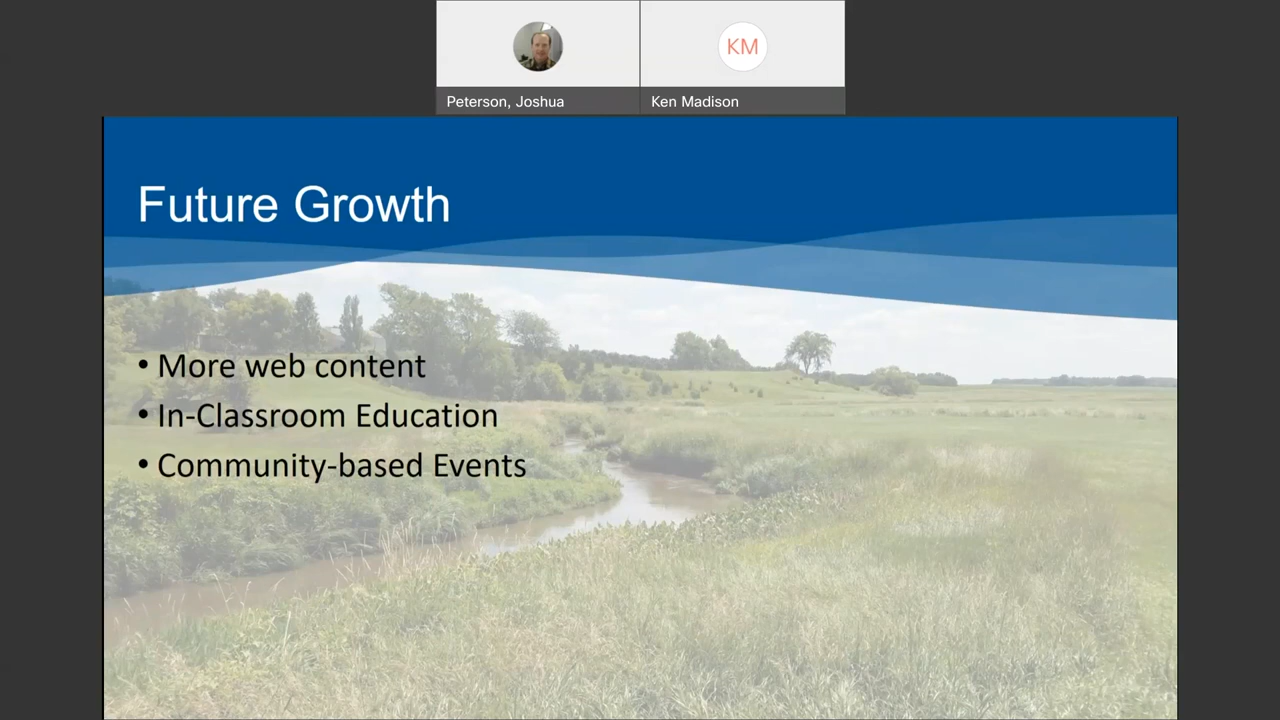 KM
Peterson, Joshua
Ken Madison
Future Growth
• More web content
• In-Classroom Education
• Community-based Events